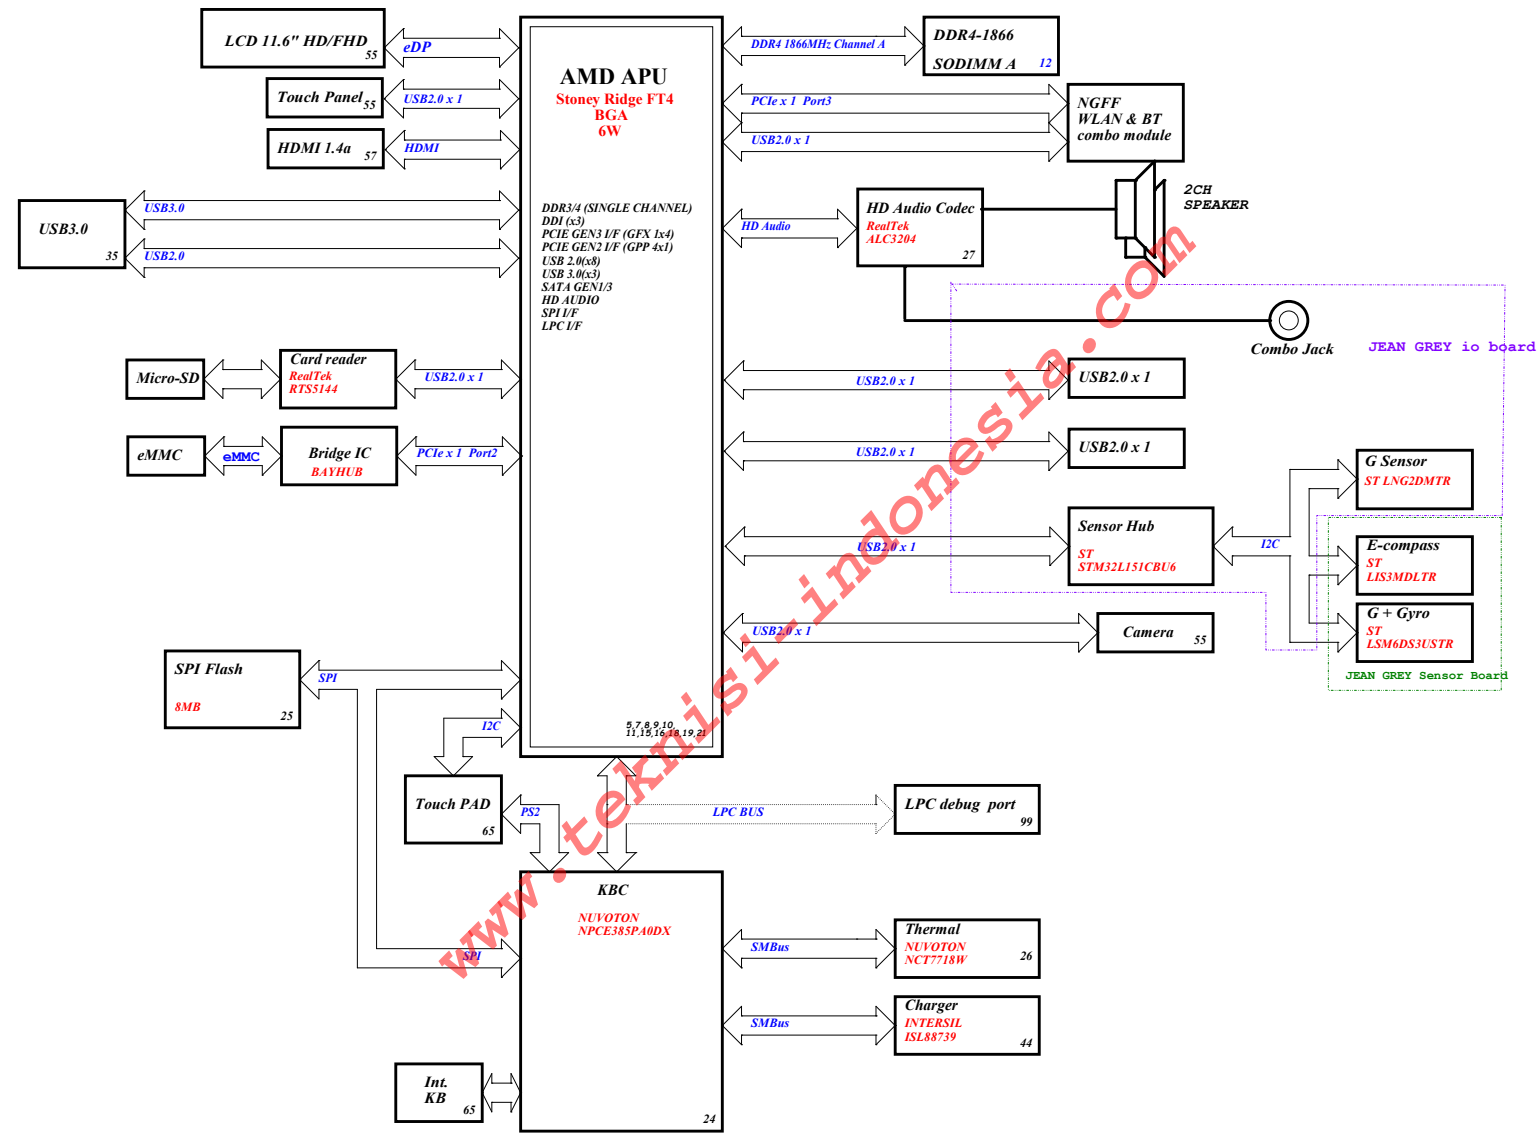 LCD 11.6" HD/FHD
55
eDP
Touch Panel
55
USB2.0 x 1
HDMI 1.4a
57
HDMI
USB3.0
35
USB3.0
USB2.0
AMD APU
Stoney Ridge FT4
BGA
6W
DDR3/4 (SINGLE CHANNEL)
DDI (x3)
PCIE GEN3 I/F (GFX 1x4)
PCIE GEN2 I/F (GPP 4x1)
USB 2.0(x8)
USB 3.0(x3)
SATA GEN1/3
HD AUDIO
SPI I/F
LPC I/F
5,7,8,9,10,
11,15,16,18,19,21
DDR4 1866MHz Channel A
DDR4-1866
SODIMM A
12
PCIe x 1 Port3
USB2.0 x 1
NGFF
WLAN & BT
combo module
HD Audio
HD Audio Codec
RealTek
ALC3204
27
2CH
SPEAKER
Combo Jack
JEAN GREY io board
Micro-SD
Card reader
RealTek
RTS5144
USB2.0 x 1
eMMC
eMMC
Bridge IC
BAYHUB
PCIe x 1 Port2
USB2.0 x 1
USB2.0 x 1
USB2.0 x 1
USB2.0 x 1
USB2.0 x 1
Sensor Hub
ST
STM32L151CBU6
I2C
G Sensor
ST LNG2DMTR
E-compass
ST
LIS3MDLTR
G + Gyro
ST
LSM6DS3USTR
JEAN GREY Sensor Board
USB2.0 x 1
Camera
55
SPI Flash
8MB
25
SPI
I2C
Touch PAD
65
PS2
LPC BUS
LPC debug port
99
KBC
NUVOTON
NPCE385PA0DX
24
SPI
SMBus
Thermal
NUVOTON
NCT7718W
26
SMBus
Charger
INTERSIL
ISL88739
44
Int.
KB
65
www.teknisi-indonesia.com